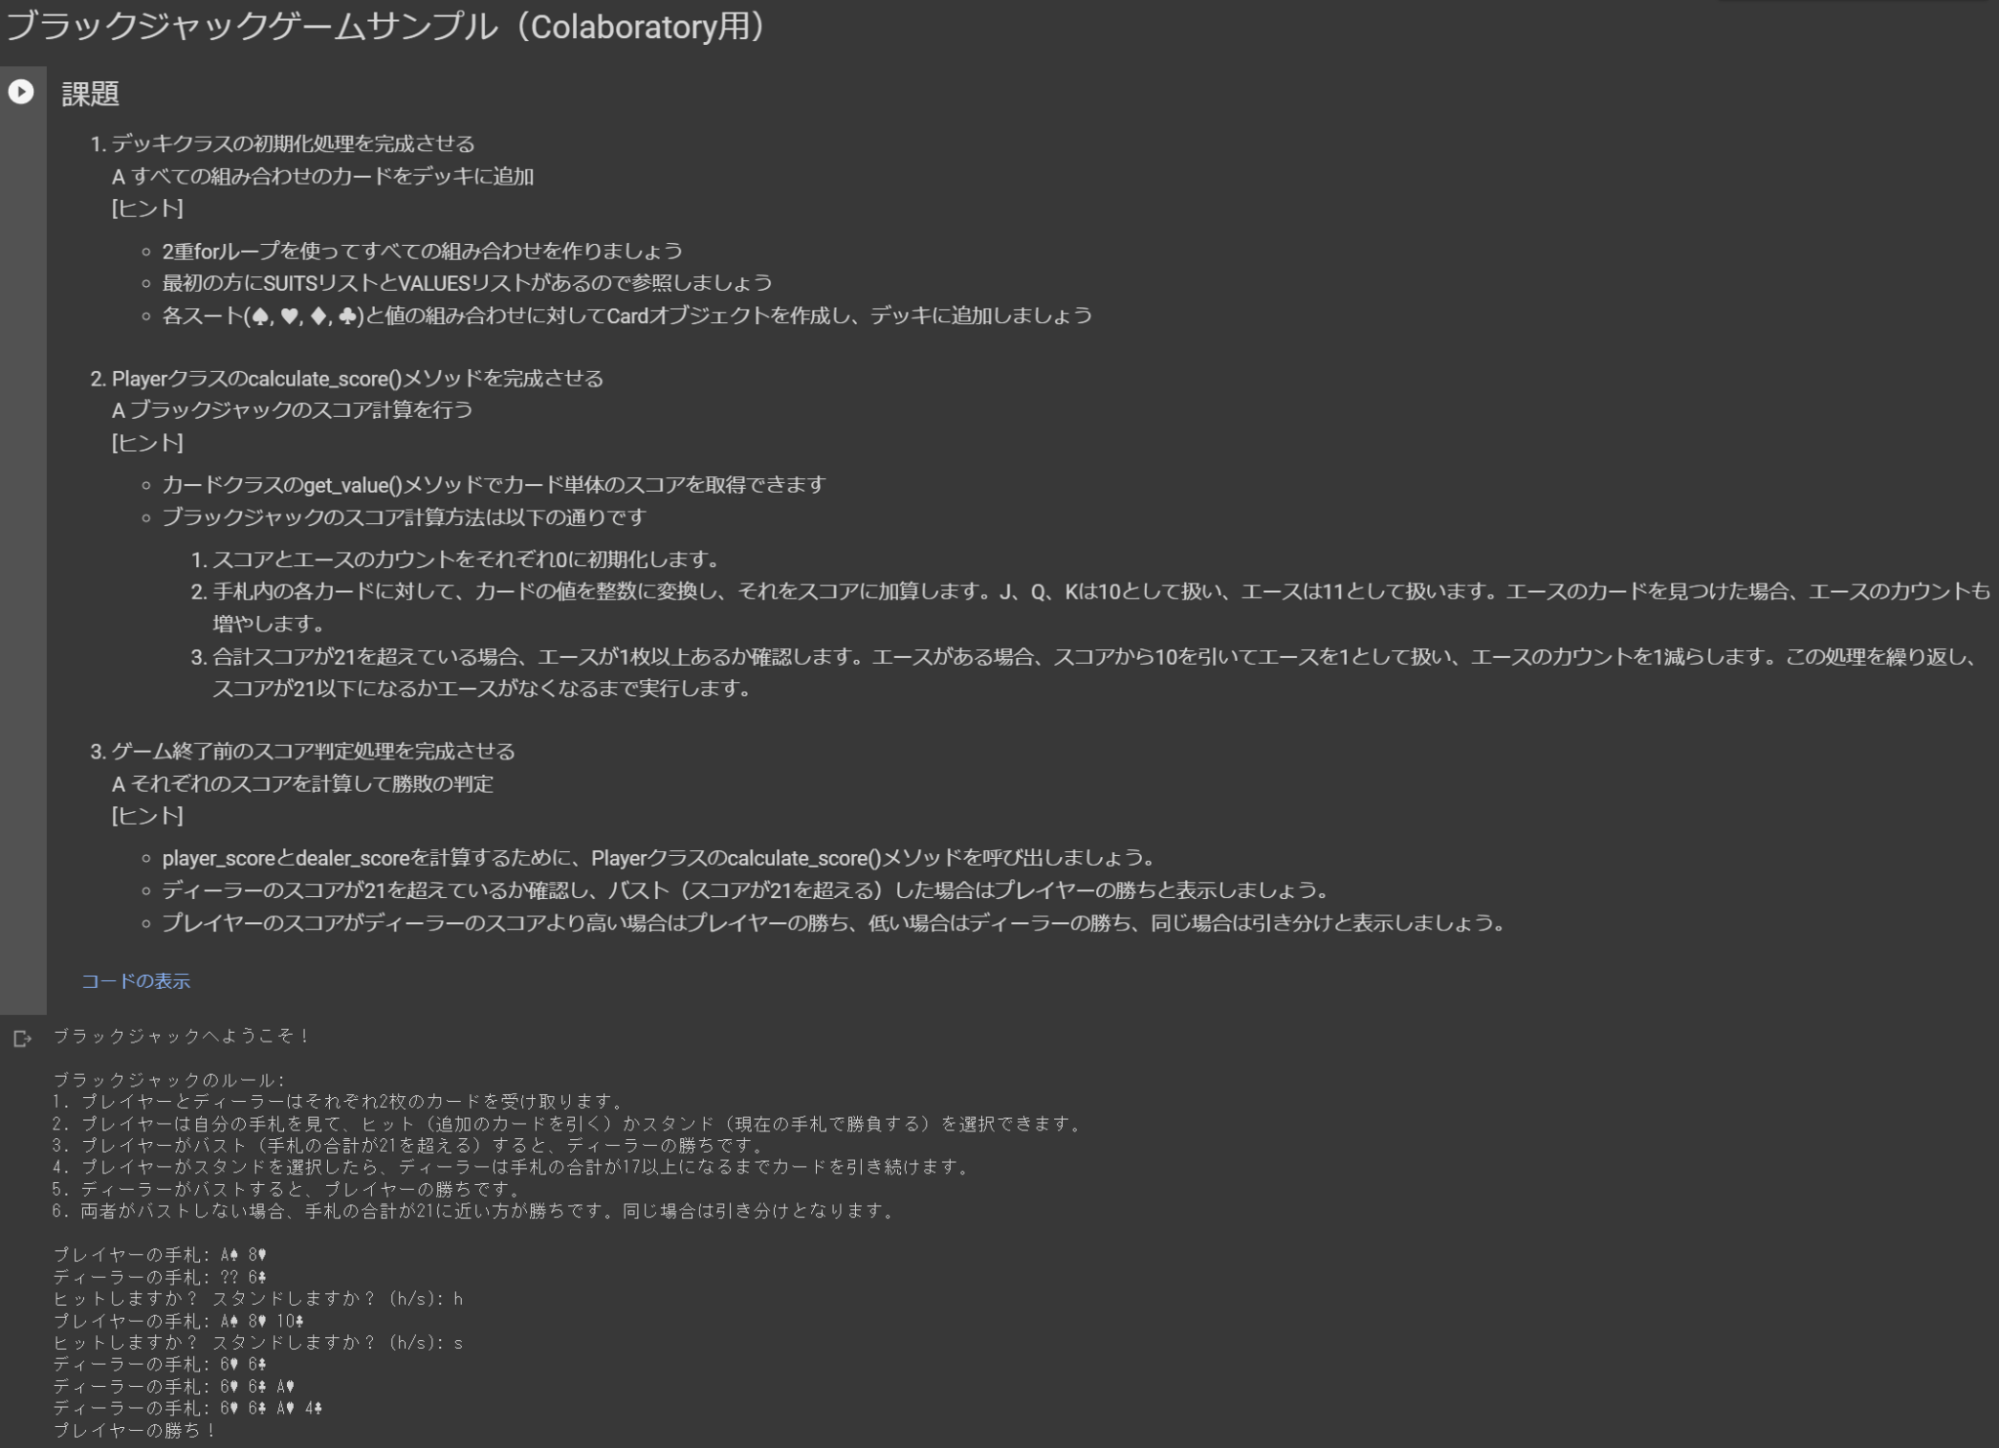 ブラックジャックゲームサンプル（Colaboratory用）
課題
1. デッキクラスの初期化処理を完成させる
A すべての組み合わせのカードをデッキに追加
[ヒント]
◦ 2重forループを使ってすべての組み合わせを作りましょう
◦ 最初の方にSUITSリストとVALUESリストがあるので参照しましょう
◦ 各スート(♠, ♥, ♦, ♣)と値の組み合わせに対してCardオブジェクトを作成し、デッキに追加しましょう
2. Playerクラスのcalculate_score()メソッドを完成させる
A ブラックジャックのスコア計算を行う
[ヒント]
◦ カードクラスのget_value()メソッドでカード単体のスコアを取得できます
◦ ブラックジャックのスコア計算方法は以下の通りです
1. スコアとエースのカウントをそれぞれ0に初期化します。
2. 手札内の各カードに対して、カードの値を整数に変換し、それをスコアに加算します。J、Q、Kは10として扱い、エースは11として扱います。エースのカードを見つけた場合、エースのカウントも
増やします。
3. 合計スコアが21を超えている場合、エースが1枚以上あるか確認します。エースがある場合、スコアから10を引いてエースを1として扱い、エースのカウントを1減らします。この処理を繰り返し、
スコアが21以下になるかエースがなくなるまで実行します。
3. ゲーム終了前のスコア判定処理を完成させる
A それぞれのスコアを計算して勝敗の判定
[ヒント]
◦ player_scoreとdealer_scoreを計算するために、Playerクラスのcalculate_score()メソッドを呼び出しましょう。
◦ ディーラーのスコアが21を超えているか確認し、バスト（スコアが21を超える）した場合はプレイヤーの勝ちと表示しましょう。
◦ プレイヤーのスコアがディーラーのスコアより高い場合はプレイヤーの勝ち、低い場合はディーラーの勝ち、同じ場合は引き分けと表示しましょう。
コードの表示
ブラックジャックへようこそ！
ブラックジャックのルール:
1. プレイヤーとディーラーはそれぞれ2枚のカードを受け取ります。
2. プレイヤーは自分の手札を見て、ヒット（追加のカードを引く）かスタンド（現在の手札で勝負する）を選択できます。
3. プレイヤーがバスト（手札の合計が21を超える）すると、ディーラーの勝ちです。
4. プレイヤーがスタンドを選択したら、ディーラーは手札の合計が17以上になるまでカードを引き続けます。
5. ディーラーがバストすると、プレイヤーの勝ちです。
6. 両者がバストしない場合、手札の合計が21に近い方が勝ちです。同じ場合は引き分けとなります。
プレイヤーの手札: A♠ 8♥
ディーラーの手札: ?? 6♣
ヒットしますか？ スタンドしますか？ (h/s): h
プレイヤーの手札: A♠ 8♥ 10♣
ヒットしますか？ スタンドしますか？ (h/s): s
ディーラーの手札: 6♥ 6♣
ディーラーの手札: 6♥ 6♣ A♥
ディーラーの手札: 6♥ 6♣ A♥ 4♣
プレイヤーの勝ち！